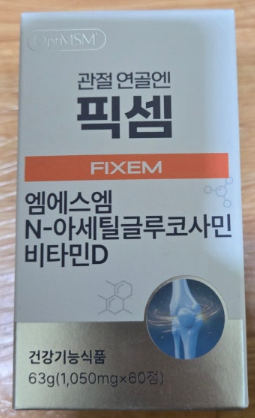 OptiMSM®
관절 연골엔
픽셈
FIXEM
엠에스엠
N-아세틸글루코사민
비타민D
건강기능식품
63g(1,050mg×60정)